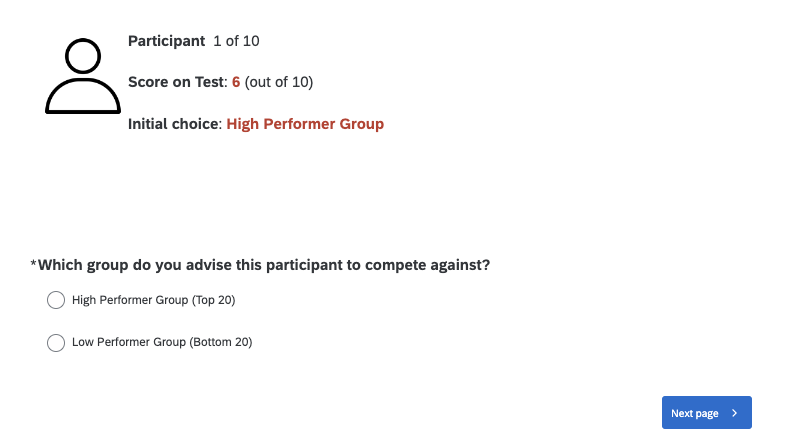 Participant 1 of 10
Score on Test: 6 (out of 10)
Initial choice: High Performer Group
*Which group do you advise this participant to compete against?
High Performer Group (Top 20)
Low Performer Group (Bottom 20)
Next page